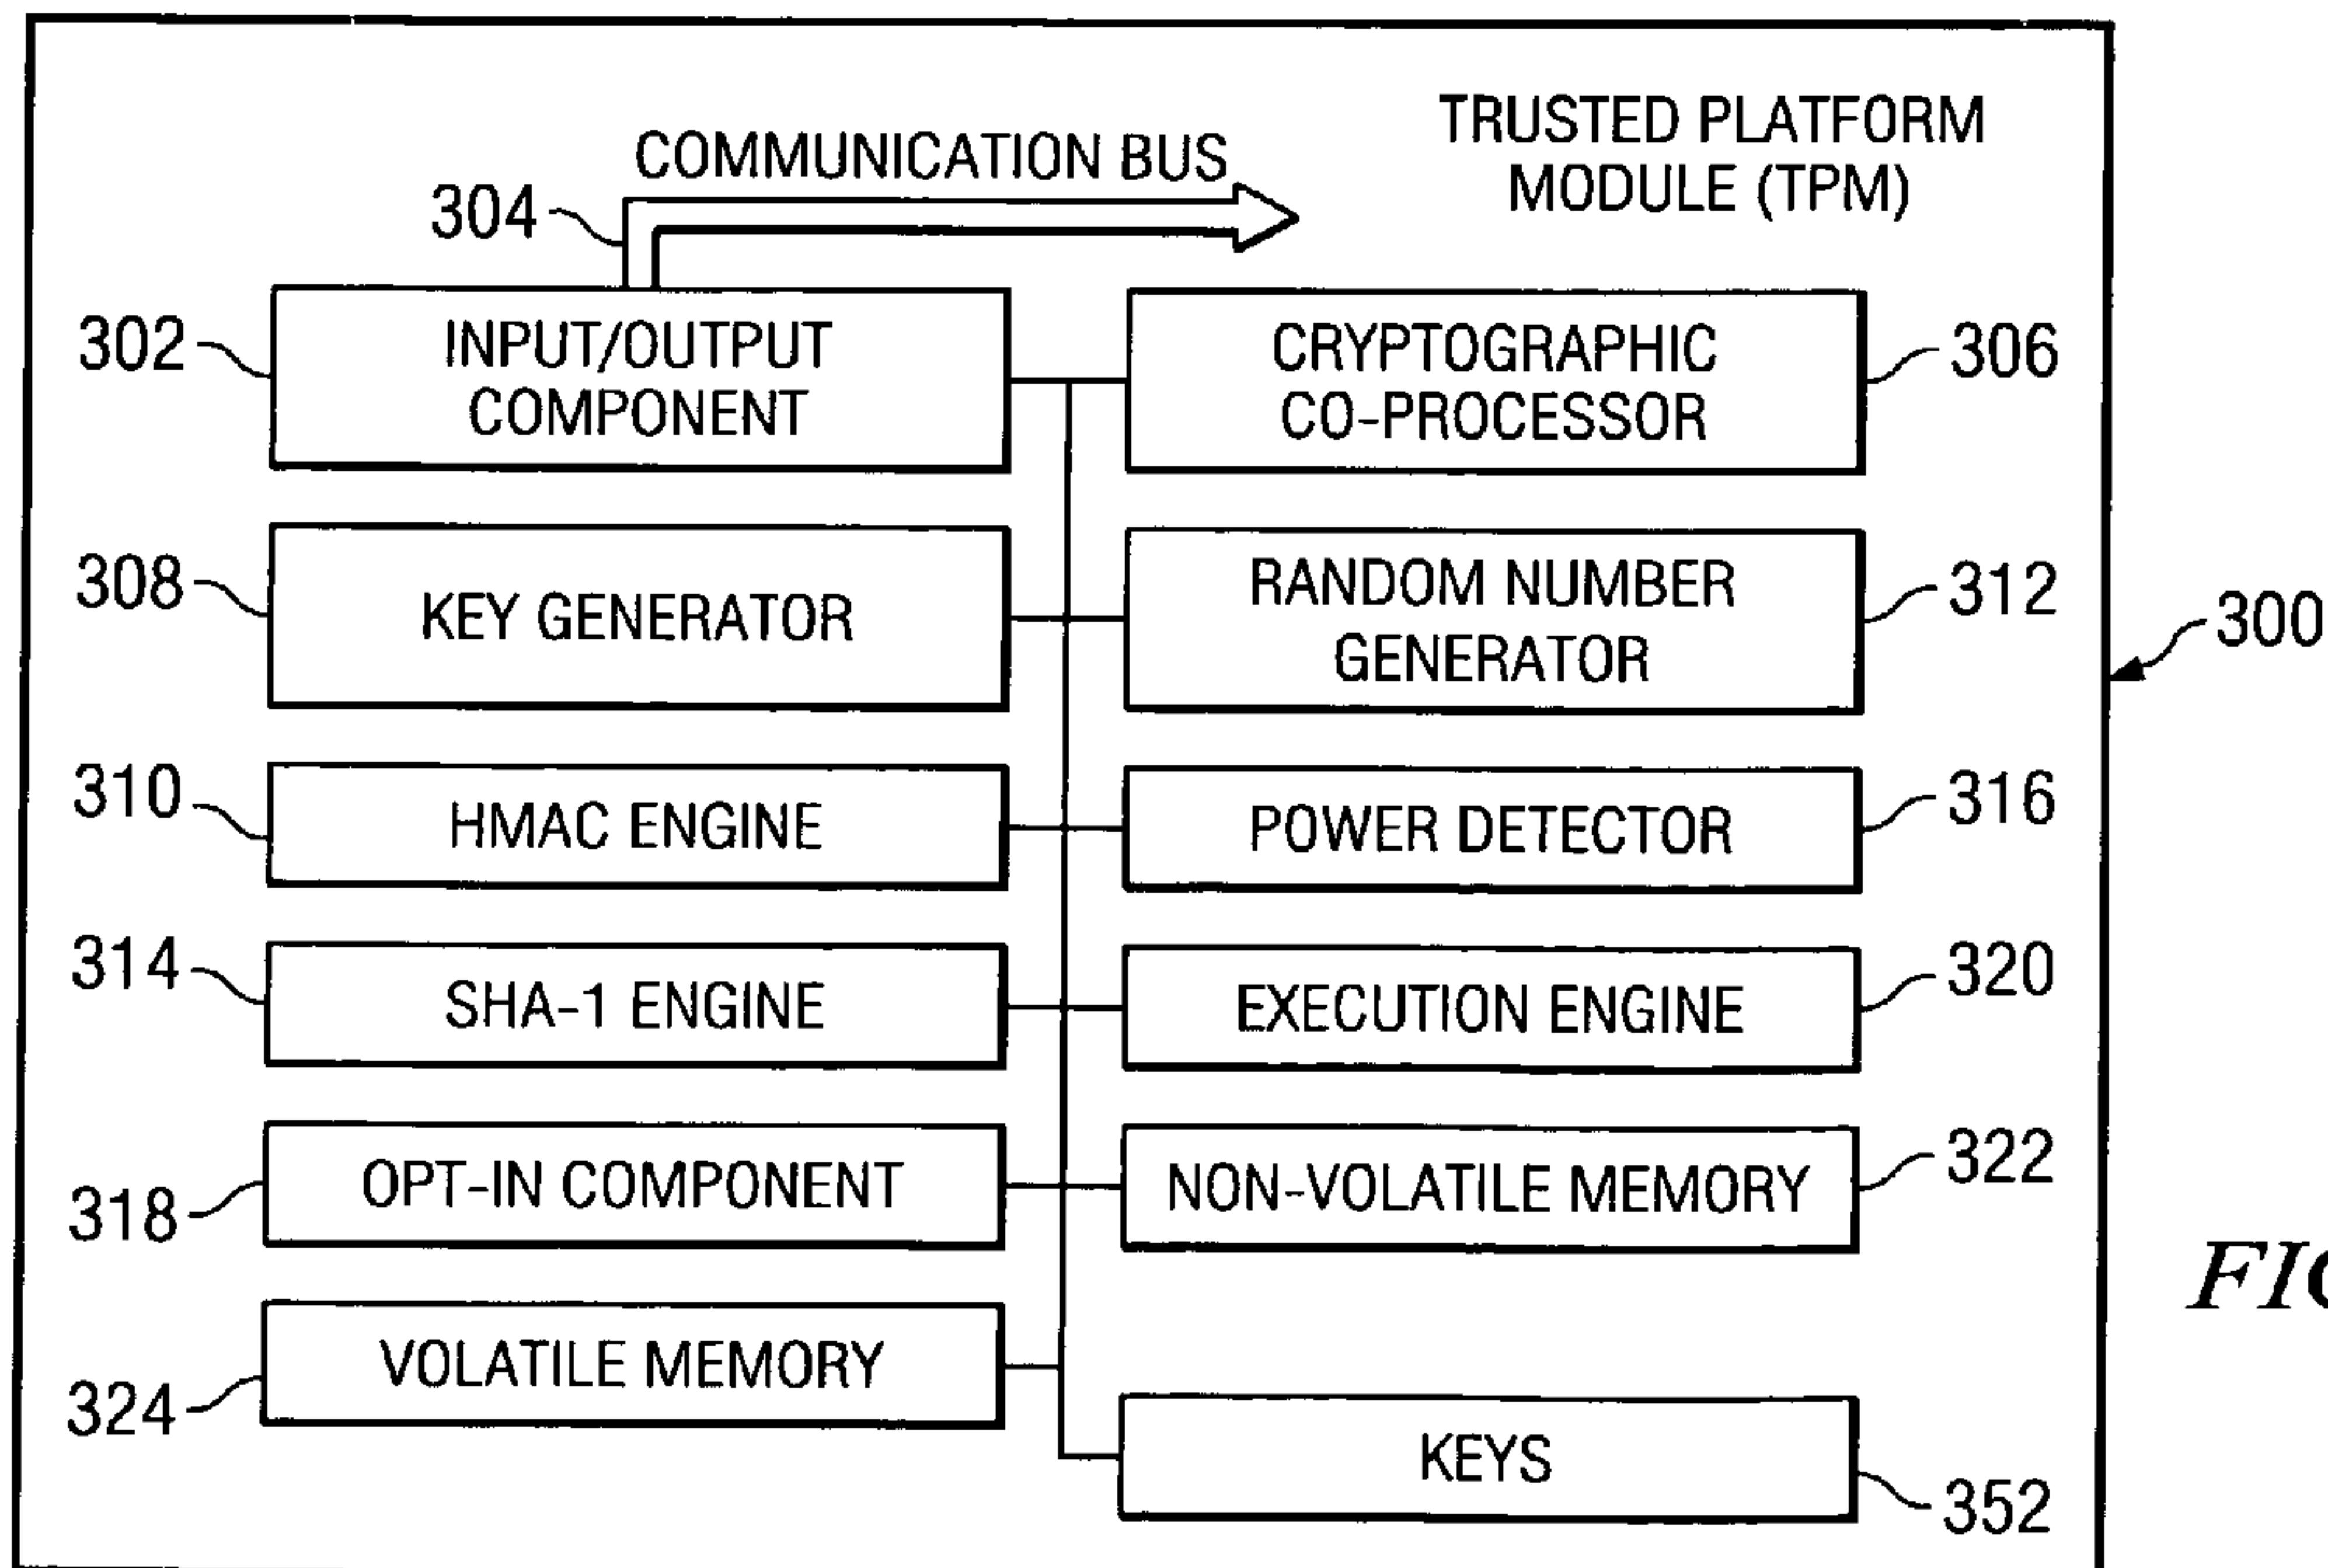 TRUSTED PLATFORM
MODULE (TPM)
COMMUNICATION BUS
304
302
INPUT/OUTPUT
COMPONENT
CRYPTOGRAPHIC
CO-PROCESSOR
306
308
KEY GENERATOR
RANDOM NUMBER
GENERATOR
312
300
310
HMAC ENGINE
POWER DETECTOR
316
314
SHA-1 ENGINE
EXECUTION ENGINE
320
318
OPT-IN COMPONENT
NON-VOLATILE MEMORY
322
324
VOLATILE MEMORY
KEYS
352